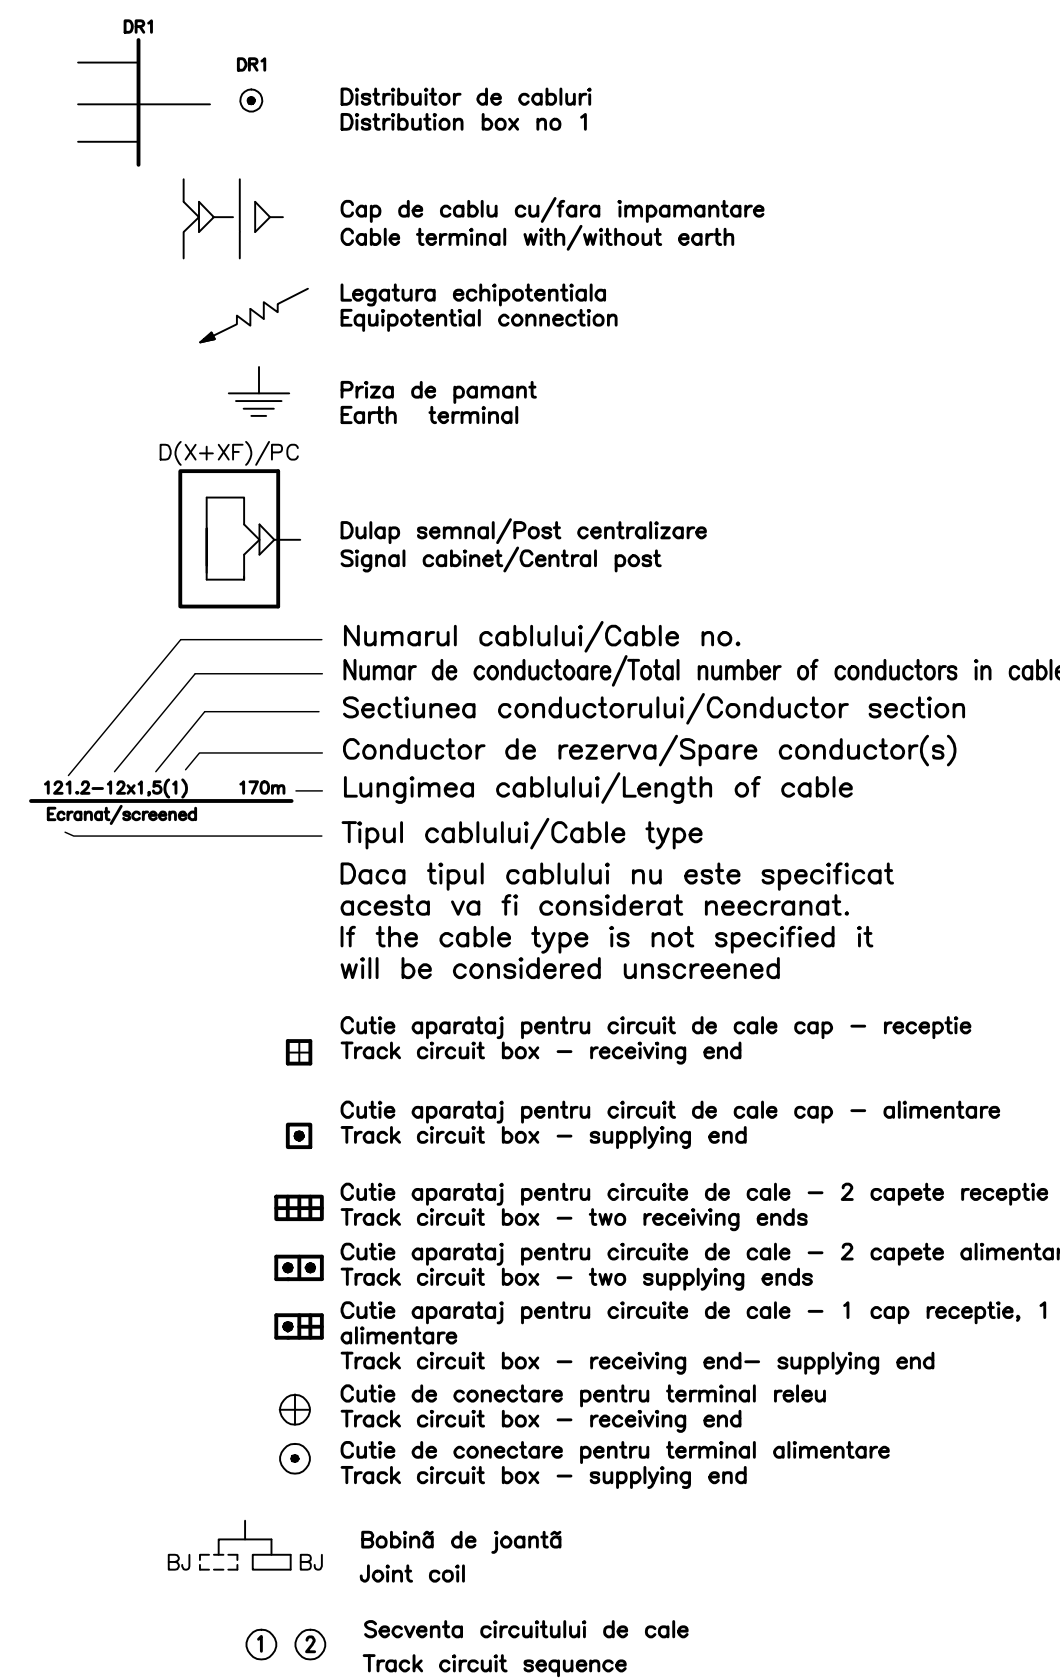 DR1
DR1
Distribuitor de cabluri
Distribution box no 1
Cap de cablu cu/fara impamantare
Cable terminal with/without earth
Legatura echipotentiala
Equipotential connection
Priza de pamant
Earth terminal
D(X+XF)/PC
Dulap semnal/Post centralizare
Signal cabinet/Central post
Numarul cablului/Cable no.
Numar de conductoare/Total number of conductors in cable
Sectiunea conductorului/Conductor section
Conductor de rezerva/Spare conductor(s)
121.2-12x1,5(1) 170m
Lungimea cablului/Length of cable
Ecranat/screened
Tipul cablului/Cable type
Daca tipul cablului nu este specificat
acesta va fi considerat neecranat.
If the cable type is not specified it
will be considered unscreened
Cutie aparataj pentru circuit de cale cap - receptie
Track circuit box - receiving end
Cutie aparataj pentru circuit de cale cap - alimentare
Track circuit box - supplying end
Cutie aparataj pentru circuite de cale - 2 capete receptie
Track circuit box - two receiving ends
Cutie aparataj pentru circuite de cale - 2 capete alimentar
Track circuit box - two supplying ends
Cutie aparataj pentru circuite de cale - 1 cap receptie, 1
alimentare
Track circuit box - receiving end- supplying end
Cutie de conectare pentru terminal releu
Track circuit box - receiving end
Cutie de conectare pentru terminal alimentare
Track circuit box - supplying end
BJ BJ
Bobinã de joantã
Joint coil
1 2
Secventa circuitului de cale
Track circuit sequence